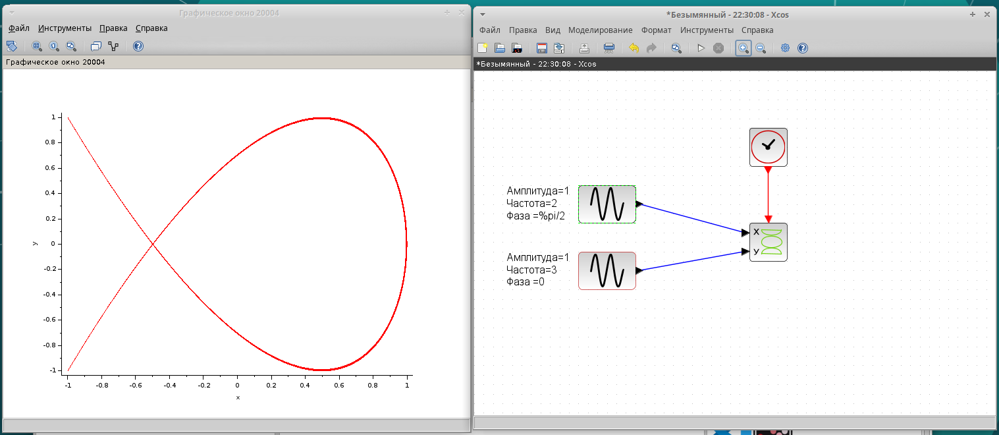 Графическое окно 20004
Файл Инструменты Правка Справка
Графическое окно 20004
1
0.8
0.6
0.4
0.2
0
-0.2
-0.4
-0.6
-0.8
-1
y
-1 -0.8 -0.6 -0.4 -0.2 0 0.2 0.4 0.6 0.8 1
x
*Безымянный - 22:30:08 - Xcos
Файл Правка Вид Моделирование Формат Инструменты Справка
*Безымянный - 22:30:08 - Xcos
Амплитуда=1
Частота=2
Фаза =%pi/2
Амплитуда=1
Частота=3
Фаза =0
X
y